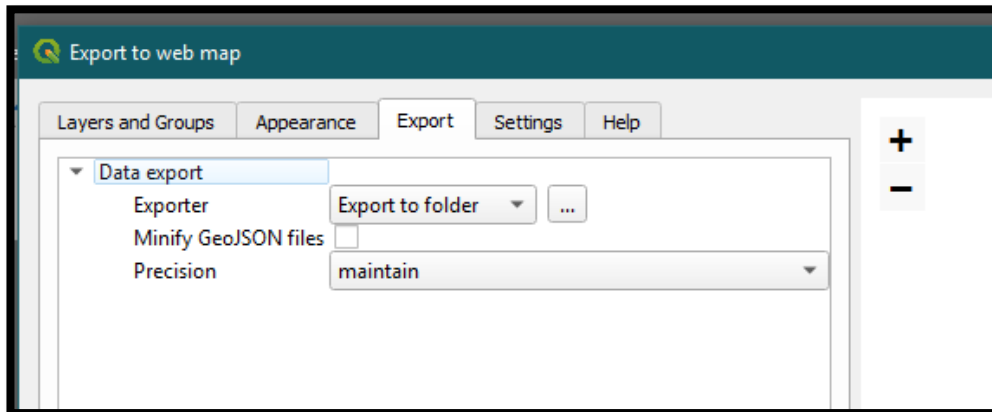 Export to web map
Layers and Groups Appearance Export Settings Help
+
Data export
−
Exporter Export to folder ...
Minify GeoJSON files
Precision maintain